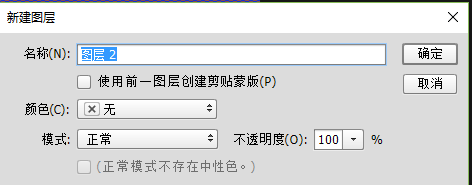 新建图层
名称(N): 图层 2 确定
使用前一图层创建剪贴蒙版(P) 取消
颜色(C): 无
模式: 正常 不透明度(O): 100 %
(正常模式不存在中性色。)